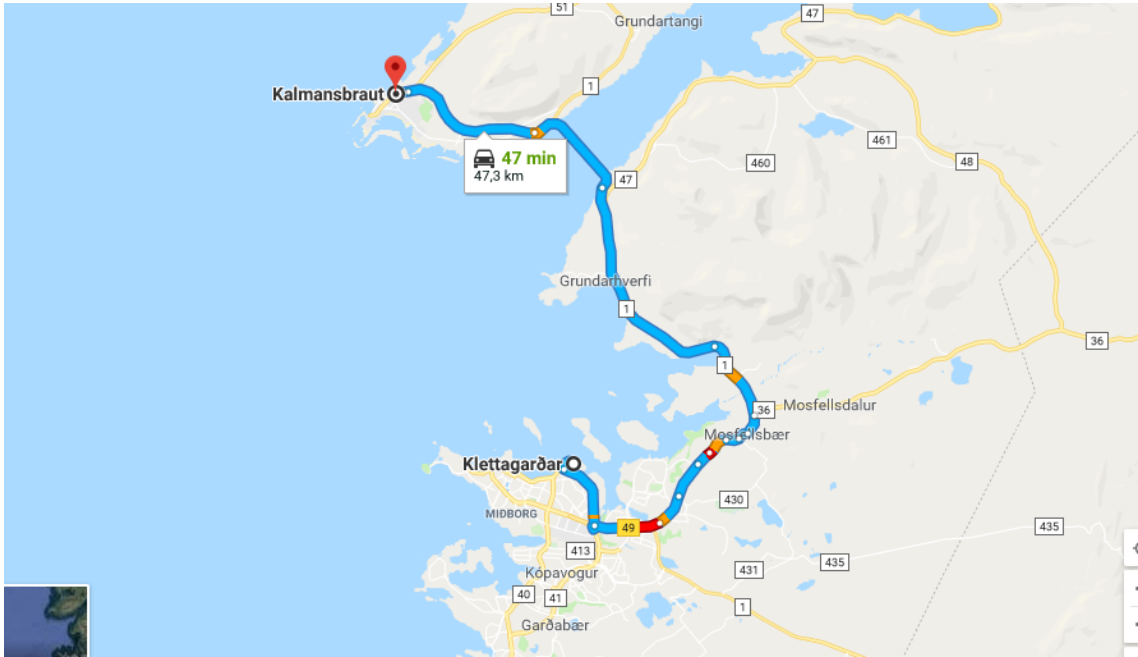 51
Grundartangi
47
1
Kalmansbraut
47 min
47,3 km
461
460
48
47
Grundarhverfi
1
36
1
36
Mosfellsdalur
Mosfellsbær
Klettagarðar
430
MIÐBORG
49
435
413
435
431
Kópavogur
40
41
1
Garðabær